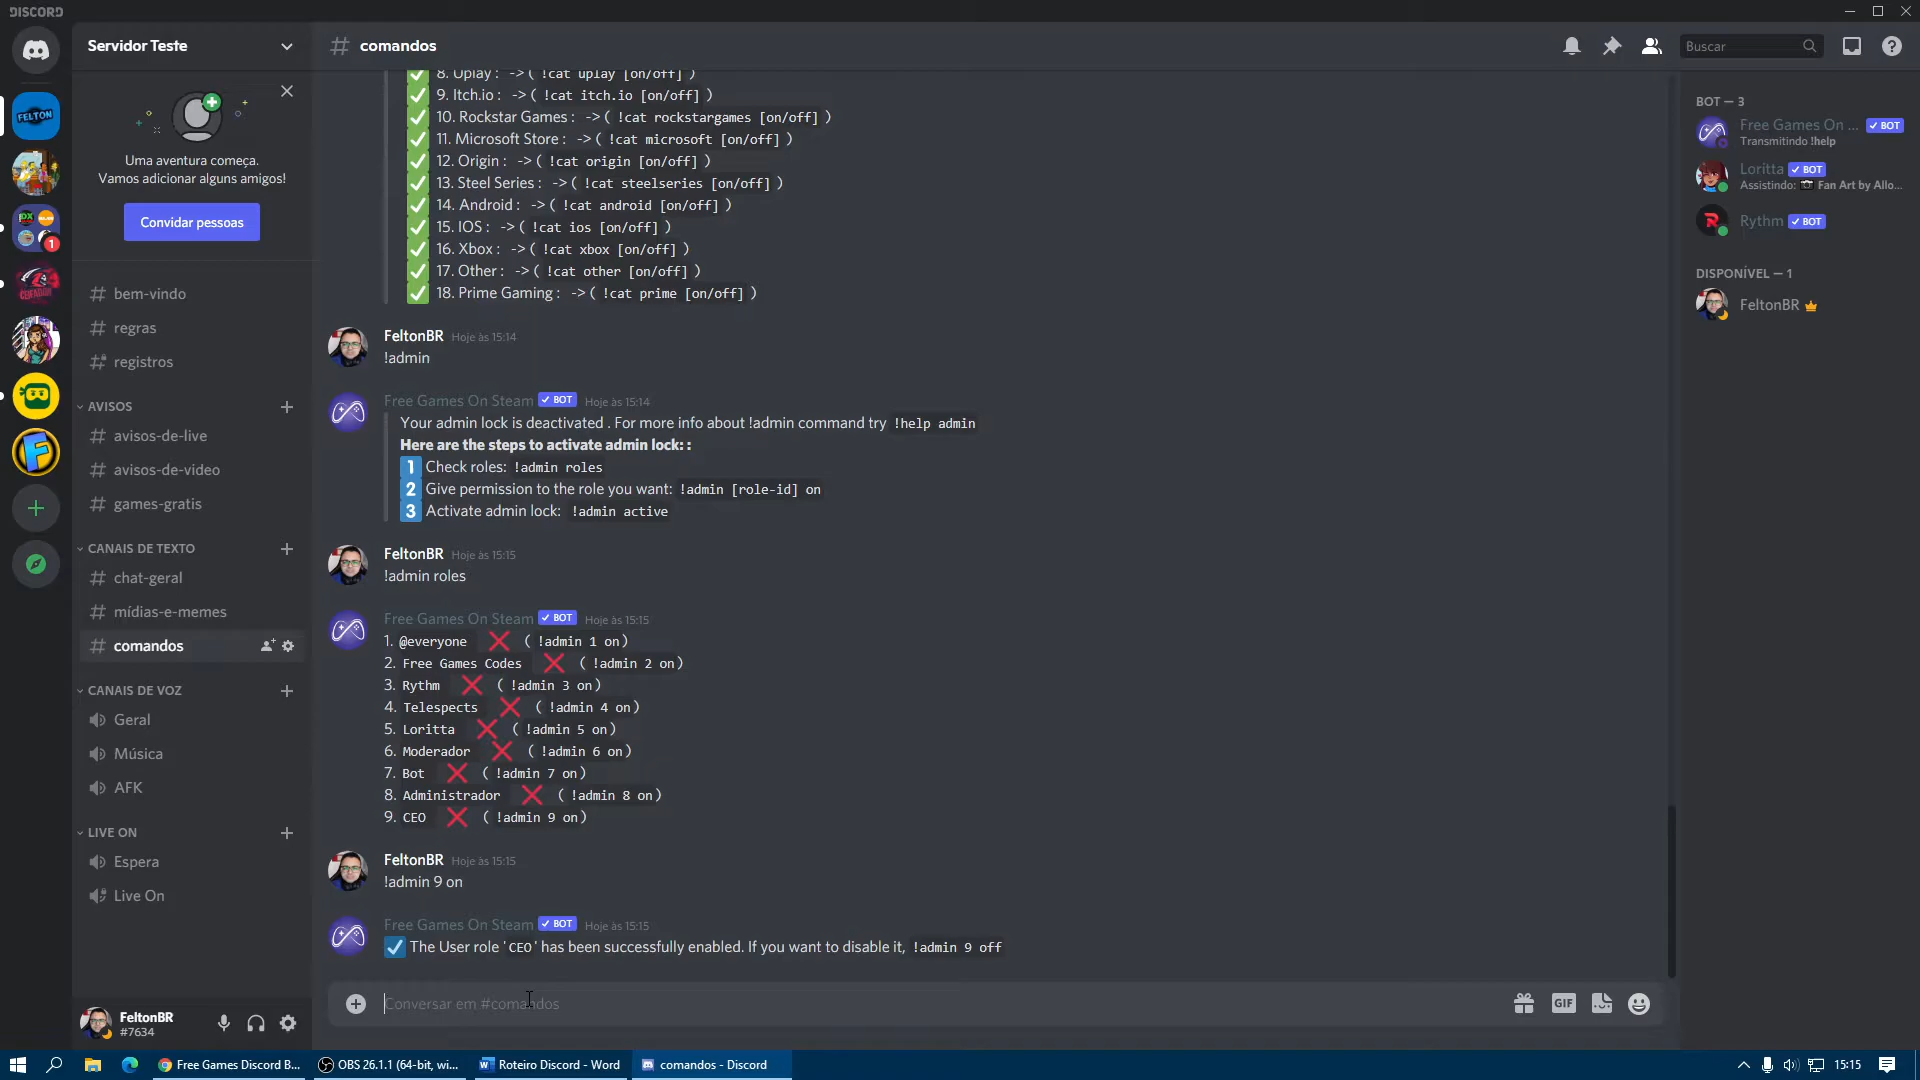 DISCORD
Servidor Teste
comandos
Buscar
FELTON
1
Uma aventura começa.
Vamos adicionar alguns amigos!
Convidar pessoas
bem-vindo
regras
registros
AVISOS
avisos-de-live
avisos-de-vídeo
games-gratis
CANAIS DE TEXTO
chat-geral
mídias-e-memes
comandos
CANAIS DE VOZ
Geral
Música
AFK
LIVE ON
Espera
Live On
FeltonBR
#7634
8. Uplay : -> ( !cat uplay [on/off] )
9. Itch.io : -> ( !cat itch.io [on/off] )
10. Rockstar Games : -> ( !cat rockstargames [on/off] )
11. Microsoft Store : -> ( !cat microsoft [on/off] )
12. Origin : -> ( !cat origin [on/off] )
13. Steel Series : -> ( !cat steelseries [on/off] )
14. Android : -> ( !cat android [on/off] )
15. IOS : -> ( !cat ios [on/off] )
16. Xbox : -> ( !cat xbox [on/off] )
17. Other : -> ( !cat other [on/off] )
18. Prime Gaming : -> ( !cat prime [on/off] )
FeltonBR Hoje às 15:14
!admin
Free Games On Steam BOT Hoje às 15:14
Your admin lock is deactivated . For more info about !admin command try !help admin
Here are the steps to activate admin lock: :
1 Check roles: !admin roles
2 Give permission to the role you want: !admin [role-id] on
3 Activate admin lock: !admin active
FeltonBR Hoje às 15:15
!admin roles
Free Games On Steam BOT Hoje às 15:15
1. @everyone ❌ ( !admin 1 on )
2. Free Games Codes ❌ ( !admin 2 on )
3. Rythm ❌ ( !admin 3 on )
4. Telespects ❌ ( !admin 4 on )
5. Loritta ❌ ( !admin 5 on )
6. Moderador ❌ ( !admin 6 on )
7. Bot ❌ ( !admin 7 on )
8. Administrador ❌ ( !admin 8 on )
9. CEO ❌ ( !admin 9 on )
FeltonBR Hoje às 15:15
!admin 9 on
Free Games On Steam BOT Hoje às 15:15
The User role 'CEO' has been successfully enabled. If you want to disable it, !admin 9 off
Conversar em #comandos
GIF
BOT — 3
Free Games On ... BOT
Transmitindo !help
Loritta BOT
Assistindo: Fan Art by Allo...
Rythm BOT
DISPONÍVEL — 1
FeltonBR
Free Games Discord B...
OBS 26.1.1 (64-bit, wi...
Roteiro Discord - Word
comandos - Discord
15:15